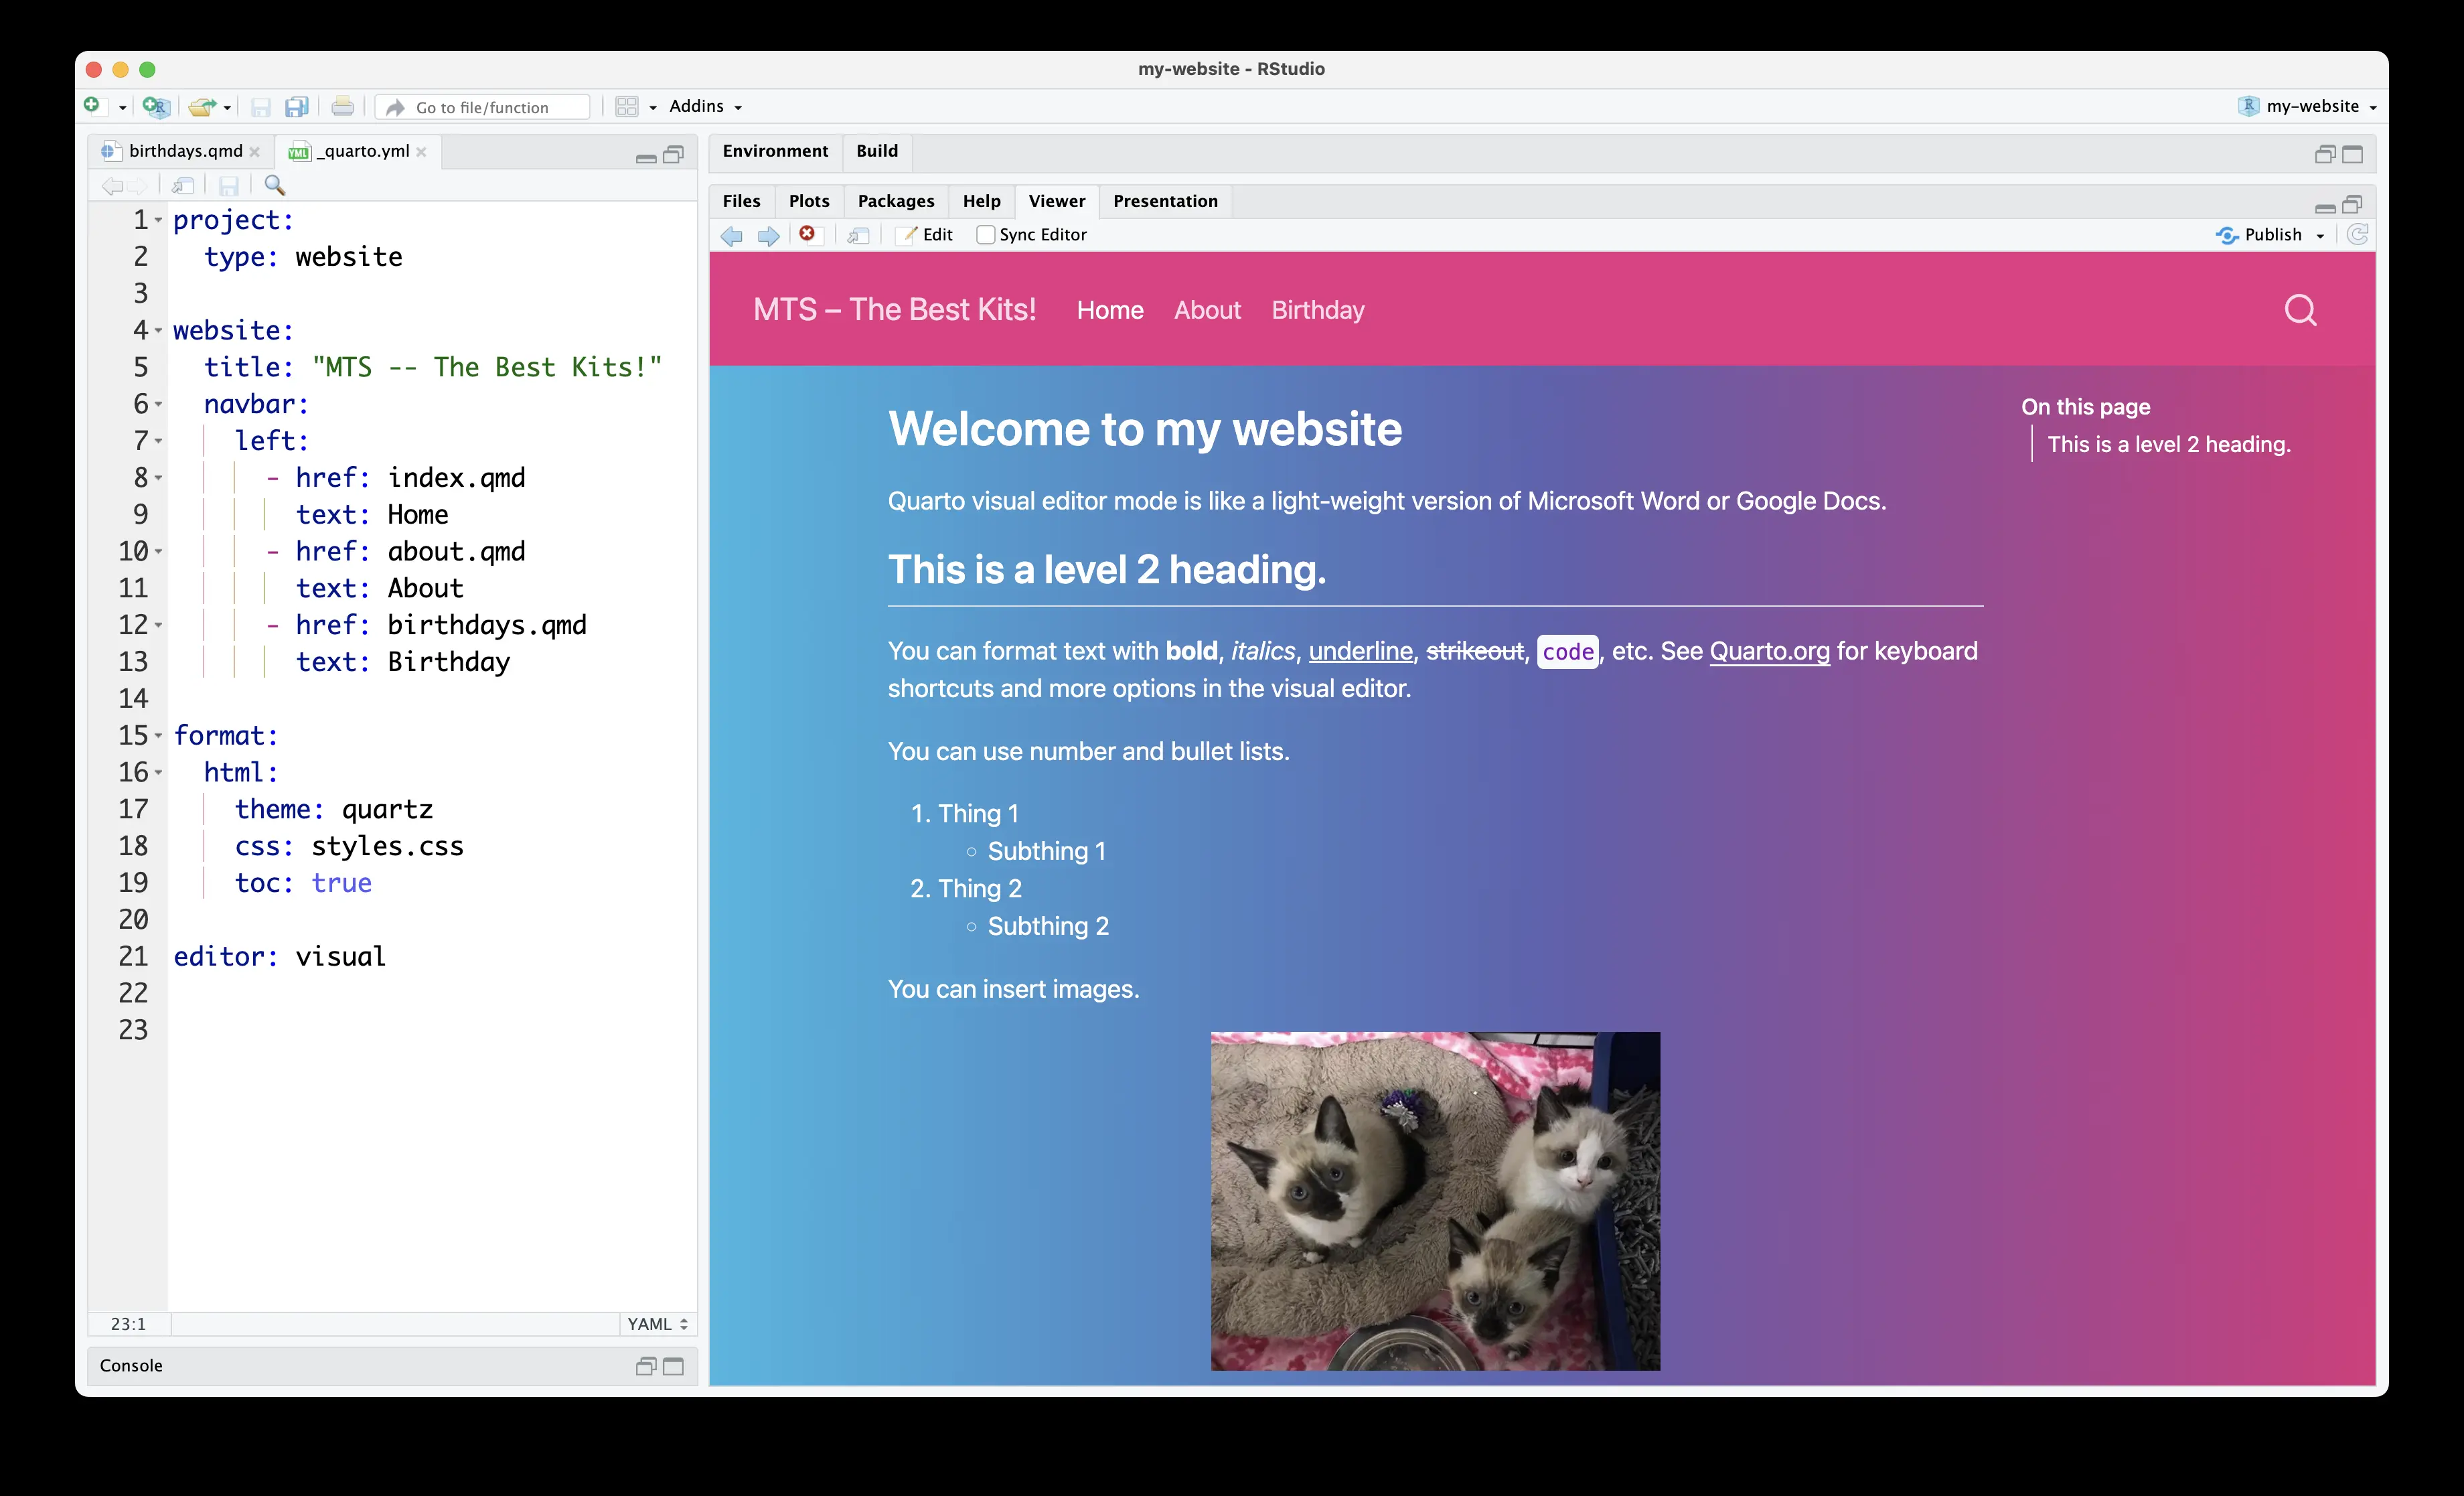 my-website - RStudio
Go to file/function
Addins
my-website
birthdays.qmd
_quarto.yml
1 project:
2   type: website
3
4 website:
5   title: "MTS -- The Best Kits!"
6   navbar:
7     left:
8       - href: index.qmd
9         text: Home
10       - href: about.qmd
11         text: About
12       - href: birthdays.qmd
13         text: Birthday
14
15 format:
16   html:
17     theme: quartz
18     css: styles.css
19     toc: true
20
21 editor: visual
22
23
23:1
YAML
Console
Environment
Build
Files
Plots
Packages
Help
Viewer
Presentation
Edit
Sync Editor
Publish
MTS – The Best Kits!
Home
About
Birthday
Welcome to my website
Quarto visual editor mode is like a light-weight version of Microsoft Word or Google Docs.
This is a level 2 heading.
You can format text with bold, italics, underline, strikeout, code, etc. See Quarto.org for keyboard
shortcuts and more options in the visual editor.
You can use number and bullet lists.
1. Thing 1
◦ Subthing 1
2. Thing 2
◦ Subthing 2
You can insert images.
On this page
This is a level 2 heading.